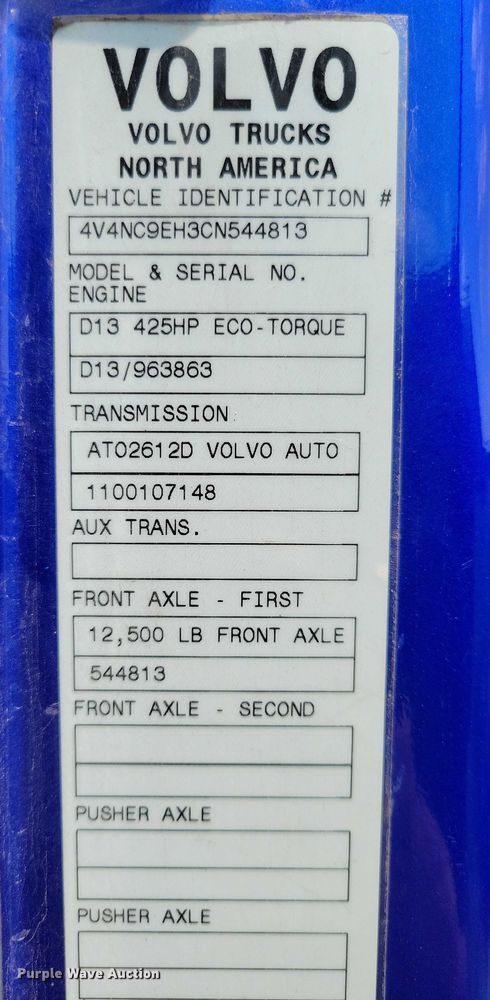 VOLVO
VOLVO TRUCKS
NORTH AMERICA
VEHICLE IDENTIFICATION #
4V4NC9EH3CN544813
MODEL & SERIAL NO.
ENGINE
D13 425HP ECO-TORQUE
D13/963863
TRANSMISSION
ATO2612D VOLVO AUTO
1100107148
AUX TRANS.
FRONT AXLE - FIRST
12,500 LB FRONT AXLE
544813
FRONT AXLE - SECOND
PUSHER AXLE
PUSHER AXLE
Purple Wave Auction